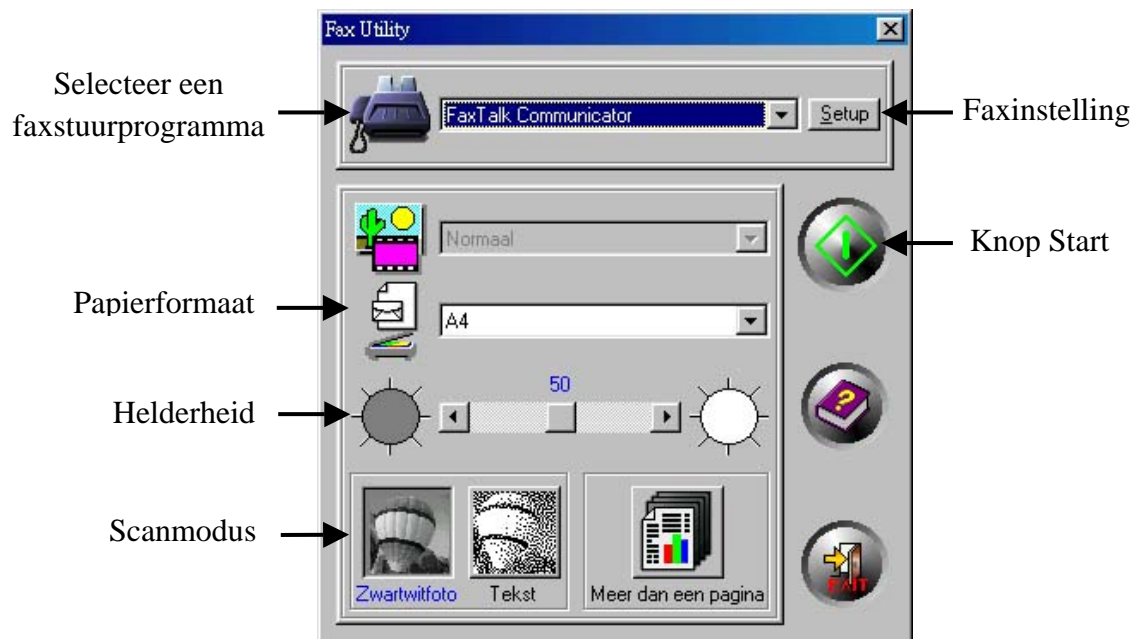 Fax Utility
Selecteer een
faxstuurprogramma
FaxTalk Communicator
Setup
Faxinstelling
Normaal
Knop Start
Papierformaat
A4
50
Helderheid
Scanmodus
Zwartwitfoto
Tekst
Meer dan een pagina
EXIT